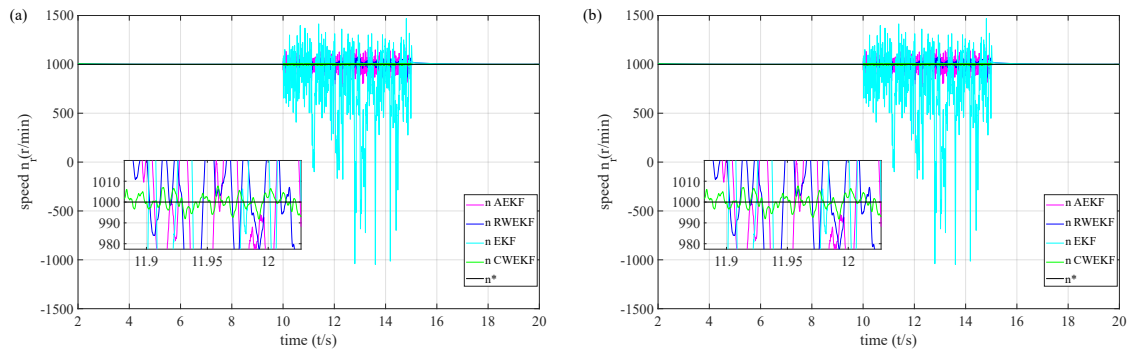 (a)
1500
1000
500
0
-500
-1000
-1500
speed n_r(r/min)
2 4 6 8 10 12 14 16 18 20
time (t/s)
1010
1000
990
980
11.9 11.95 12
n AEKF
n RWEKF
n EKF
n CWEKF
n*
(b)
1500
1000
500
0
-500
-1000
-1500
speed n_r(r/min)
2 4 6 8 10 12 14 16 18 20
time (t/s)
1010
1000
990
980
11.9 11.95 12
n AEKF
n RWEKF
n EKF
n CWEKF
n*